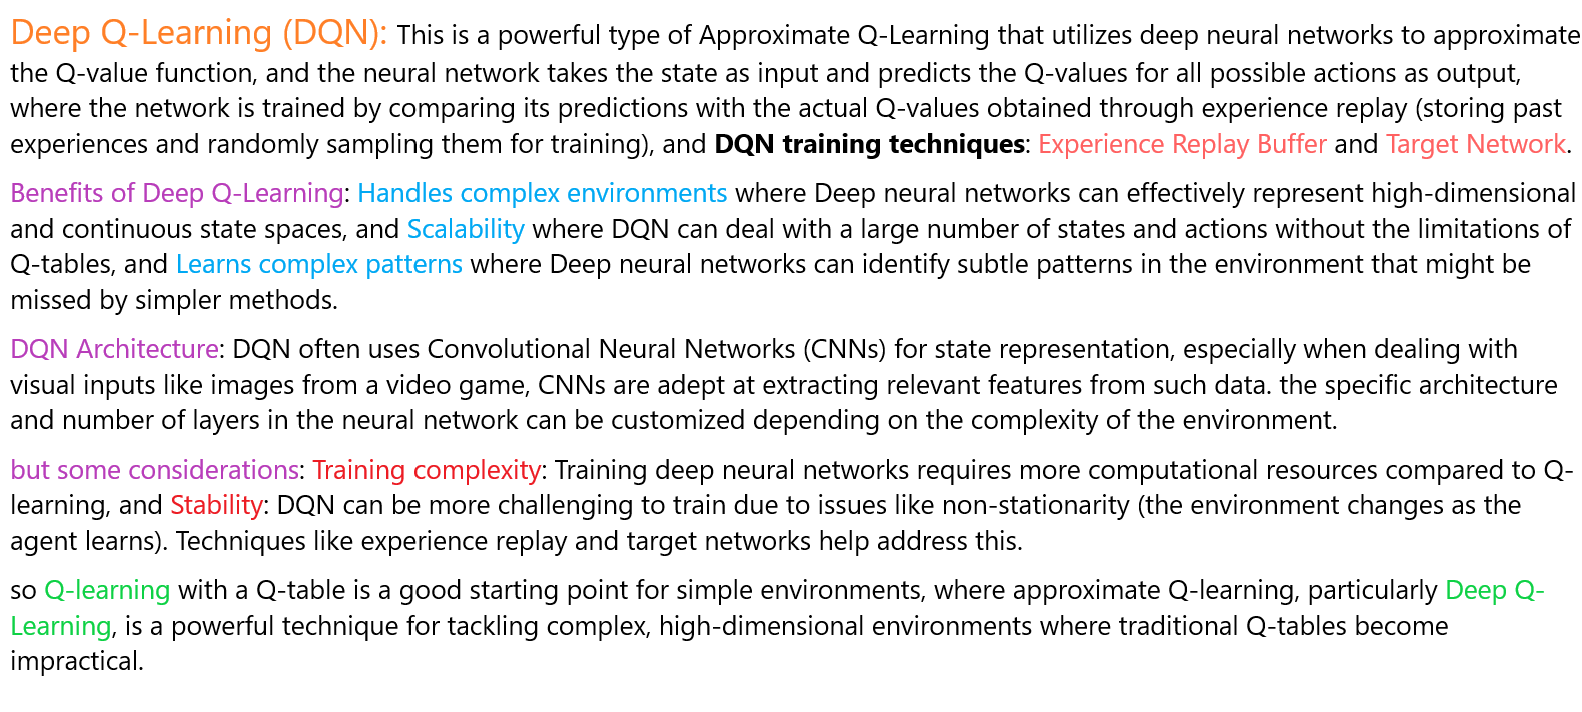 Deep Q-Learning (DQN): This is a powerful type of Approximate Q-Learning that utilizes deep neural networks to approximate
the Q-value function, and the neural network takes the state as input and predicts the Q-values for all possible actions as output,
where the network is trained by comparing its predictions with the actual Q-values obtained through experience replay (storing past
experiences and randomly sampling them for training), and DQN training techniques: Experience Replay Buffer and Target Network.
Benefits of Deep Q-Learning: Handles complex environments where Deep neural networks can effectively represent high-dimensional
and continuous state spaces, and Scalability where DQN can deal with a large number of states and actions without the limitations of
Q-tables, and Learns complex patterns where Deep neural networks can identify subtle patterns in the environment that might be
missed by simpler methods.
DQN Architecture: DQN often uses Convolutional Neural Networks (CNNs) for state representation, especially when dealing with
visual inputs like images from a video game, CNNs are adept at extracting relevant features from such data. the specific architecture
and number of layers in the neural network can be customized depending on the complexity of the environment.
but some considerations: Training complexity: Training deep neural networks requires more computational resources compared to Q-
learning, and Stability: DQN can be more challenging to train due to issues like non-stationarity (the environment changes as the
agent learns). Techniques like experience replay and target networks help address this.
so Q-learning with a Q-table is a good starting point for simple environments, where approximate Q-learning, particularly Deep Q-
Learning, is a powerful technique for tackling complex, high-dimensional environments where traditional Q-tables become
impractical.